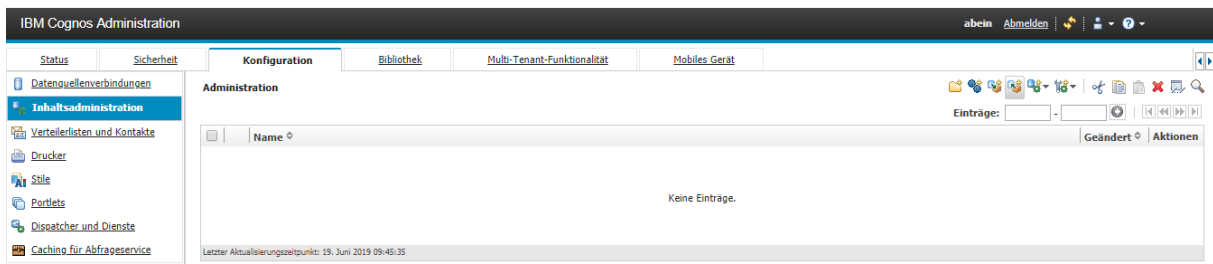 IBM Cognos Administration
abein Abmelden
Status Sicherheit Konfiguration Bibliothek Multi-Tenant-Funktionalität Mobiles Gerät
Datenquellenverbindungen
Inhaltsadministration
Verteilerlisten und Kontakte
Drucker
Stile
Portlets
Dispatcher und Dienste
Caching für Abfrageservice
Administration
Einträge: -
Name Geändert Aktionen
Keine Einträge.
Letzter Aktualisierungszeitpunkt: 19. Juni 2019 09:45:35